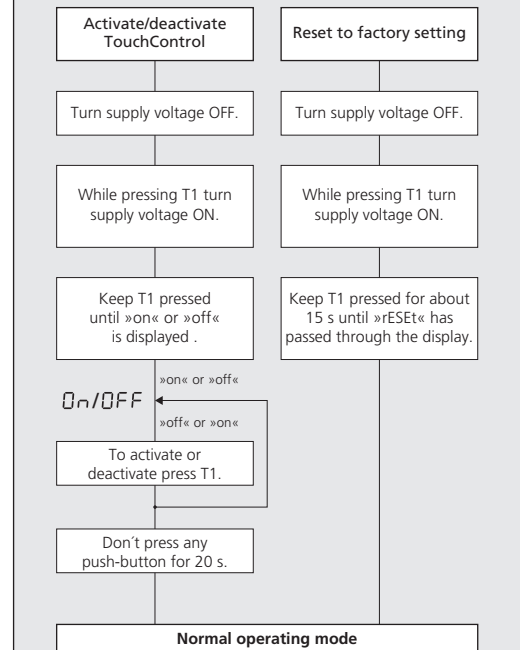 Activate/deactivate
TouchControl
Turn supply voltage OFF.
While pressing T1 turn
supply voltage ON.
Keep T1 pressed
until »on« or »off«
is displayed .
»on« or »off«
On/OFF
»off« or »on«
To activate or
deactivate press T1.
Don´t press any
push-button for 20 s.
Reset to factory setting
Turn supply voltage OFF.
While pressing T1 turn
supply voltage ON.
Keep T1 pressed for about
15 s until »rESEt« has
passed through the display.
Normal operating mode